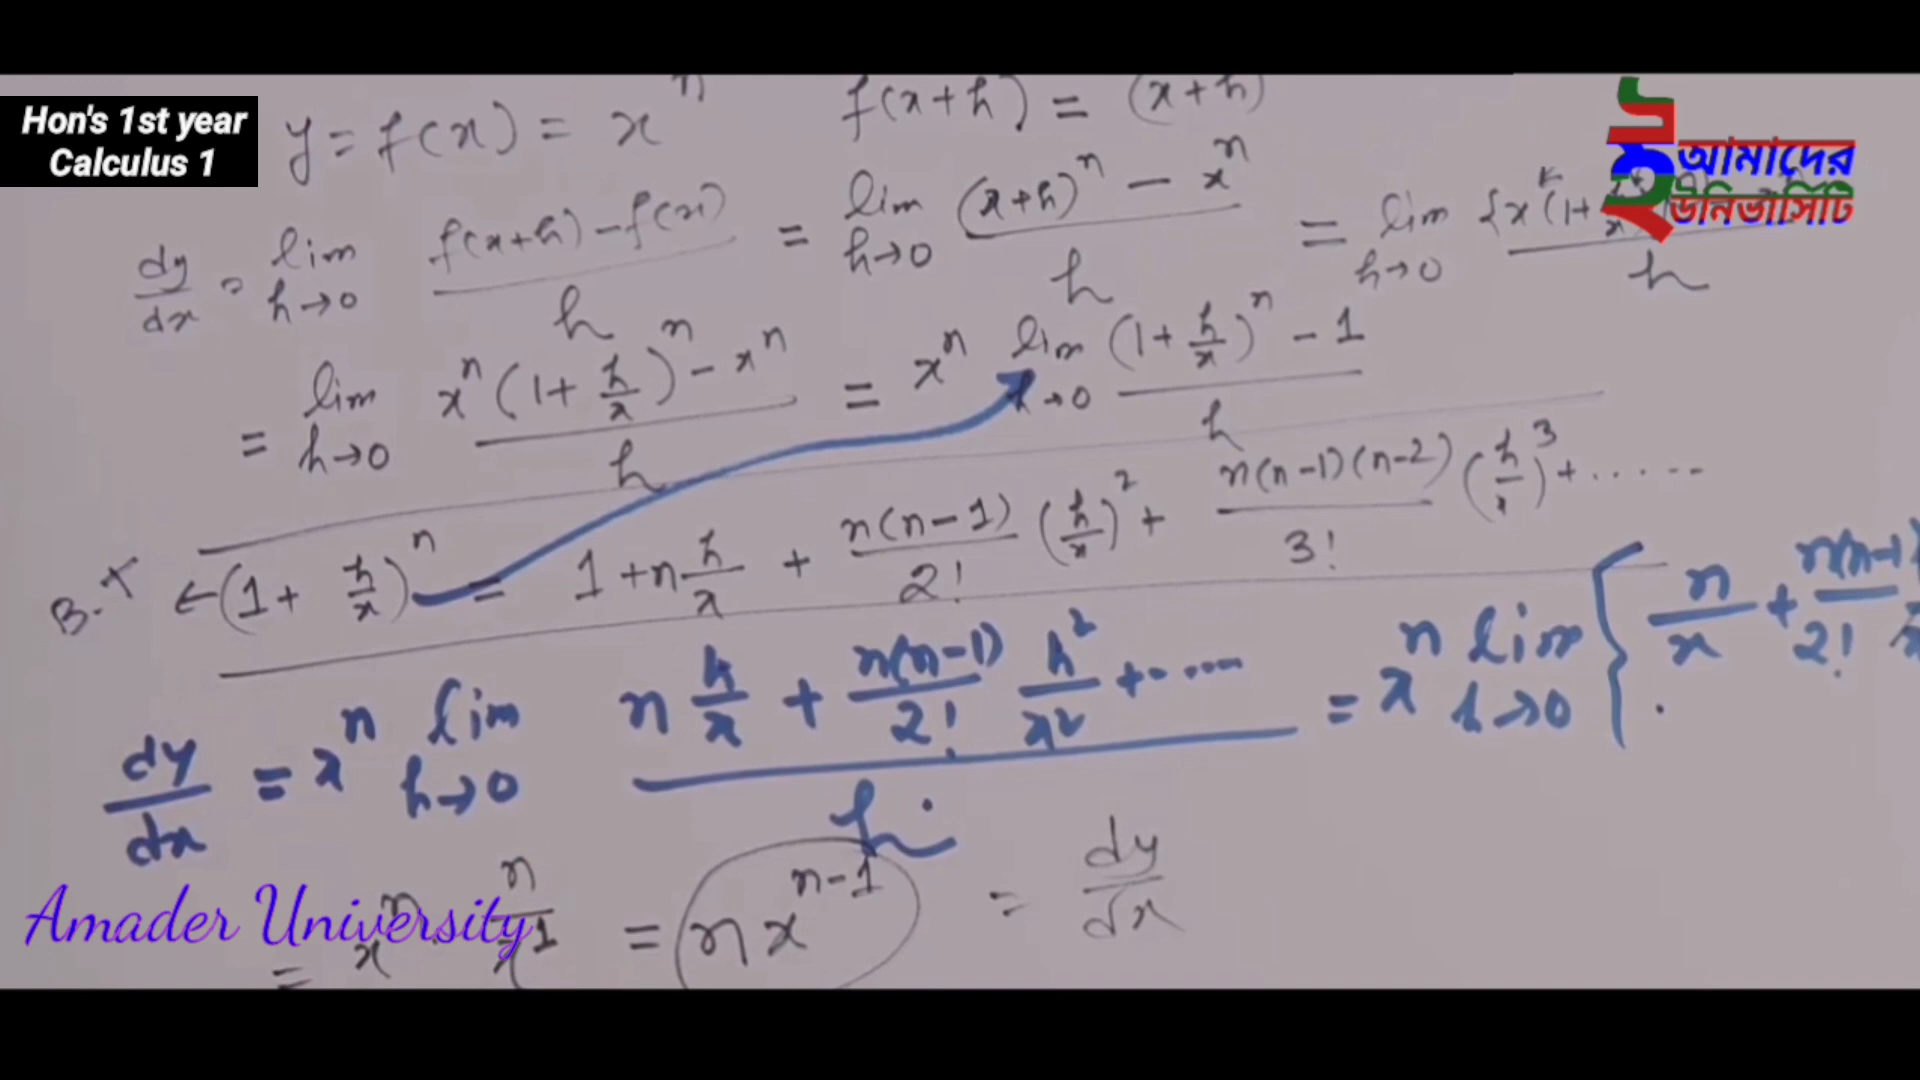 Hon's 1st year
Calculus 1
আমাদের
উনিভার্সিটি
y = f(x) = x^n f(x+h) = (x+h)
dy/dx = lim h→0 (f(x+h) - f(x))/h = lim h→0 ((x+h)^n - x^n)/h = lim h→0 {x(1+ /h
= lim h→0 (x^n (1+ h/x)^n - x^n)/h = x^n lim h→0 ((1+ h/x)^n - 1)/h
B.T ← (1+ h/x)^n = 1 + n h/x + n(n-1)/2! (h/x)^2 + n(n-1)(n-2)/3! (h/x)^3 + ......
dy/dx = x^n lim h→0 (n h/x + n(n-1)/2! h^2/x^2 + .....)/h = x^n lim h→0 { n/x + n(n-1)/2!
= x^n · n/x^1 = n x^(n-1) = dy/dx
Amader University